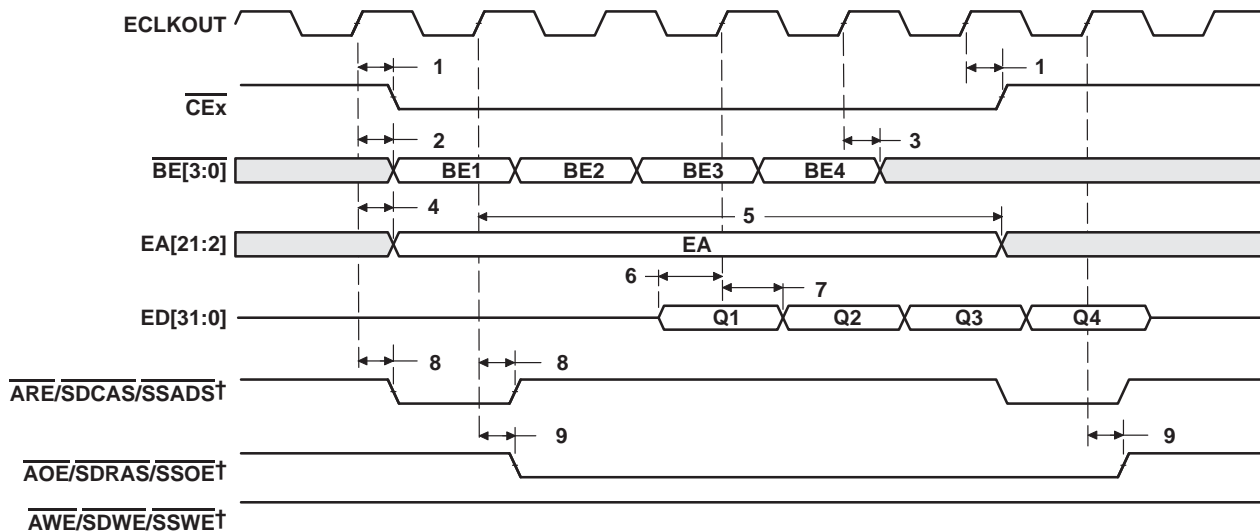 ECLKOUT
1 1
CEx
2 3
BE[3:0] BE1 BE2 BE3 BE4
4 5
EA[21:2] EA
6 7
ED[31:0] Q1 Q2 Q3 Q4
8 8
ARE/SDCAS/SSADS†
9 9
AOE/SDRAS/SSOE†
AWE/SDWE/SSWE†